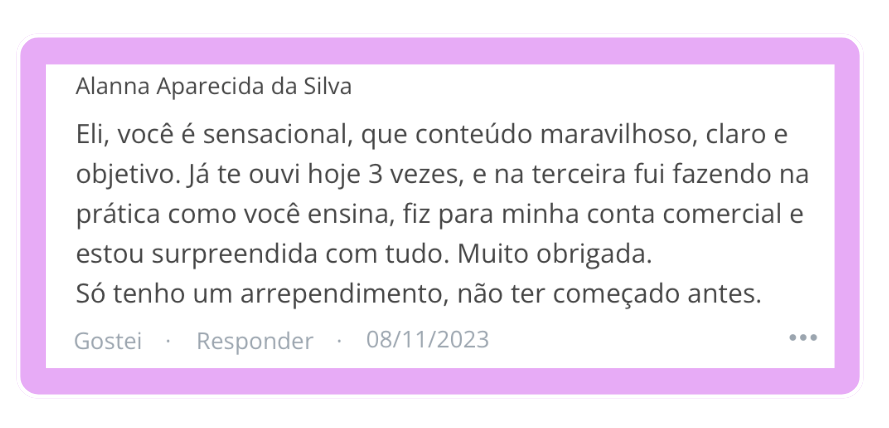 Alanna Aparecida da Silva
Eli, você é sensacional, que conteúdo maravilhoso, claro e
objetivo. Já te ouvi hoje 3 vezes, e na terceira fui fazendo na
prática como você ensina, fiz para minha conta comercial e
estou surpreendida com tudo. Muito obrigada.
Só tenho um arrependimento, não ter começado antes.
Gostei · Responder · 08/11/2023